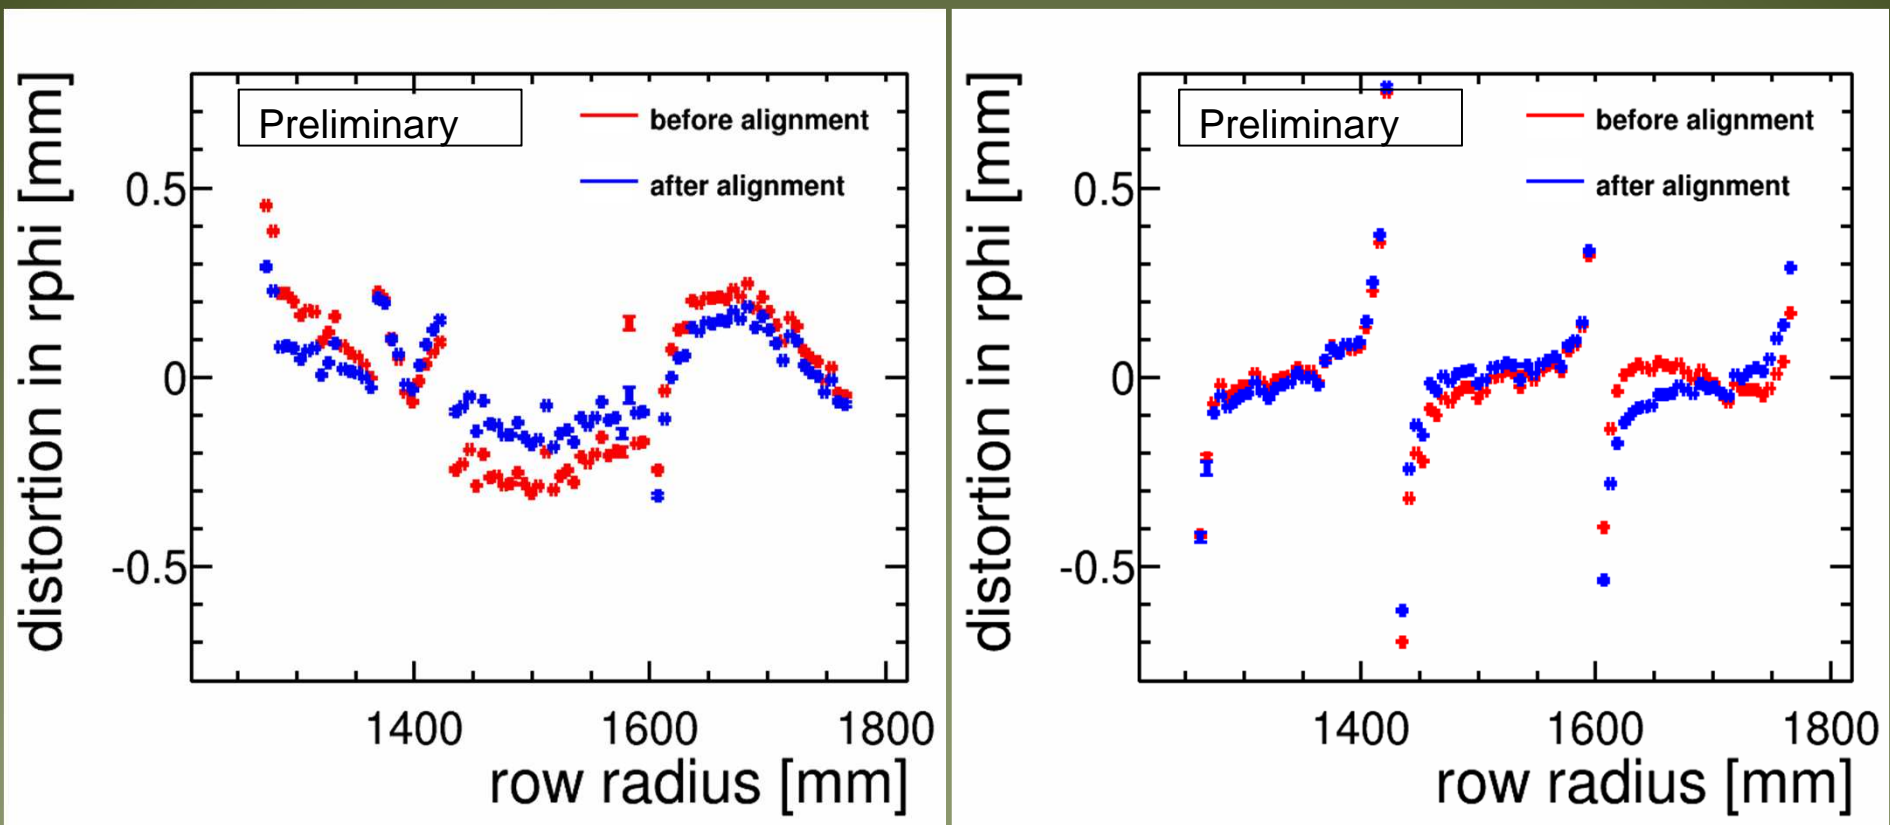 Preliminary
before alignment
after alignment
distortion in rphi [mm]
0.5
0
-0.5
1400 1600 1800
row radius [mm]
Preliminary
before alignment
after alignment
distortion in rphi [mm]
0.5
0
-0.5
1400 1600 1800
row radius [mm]